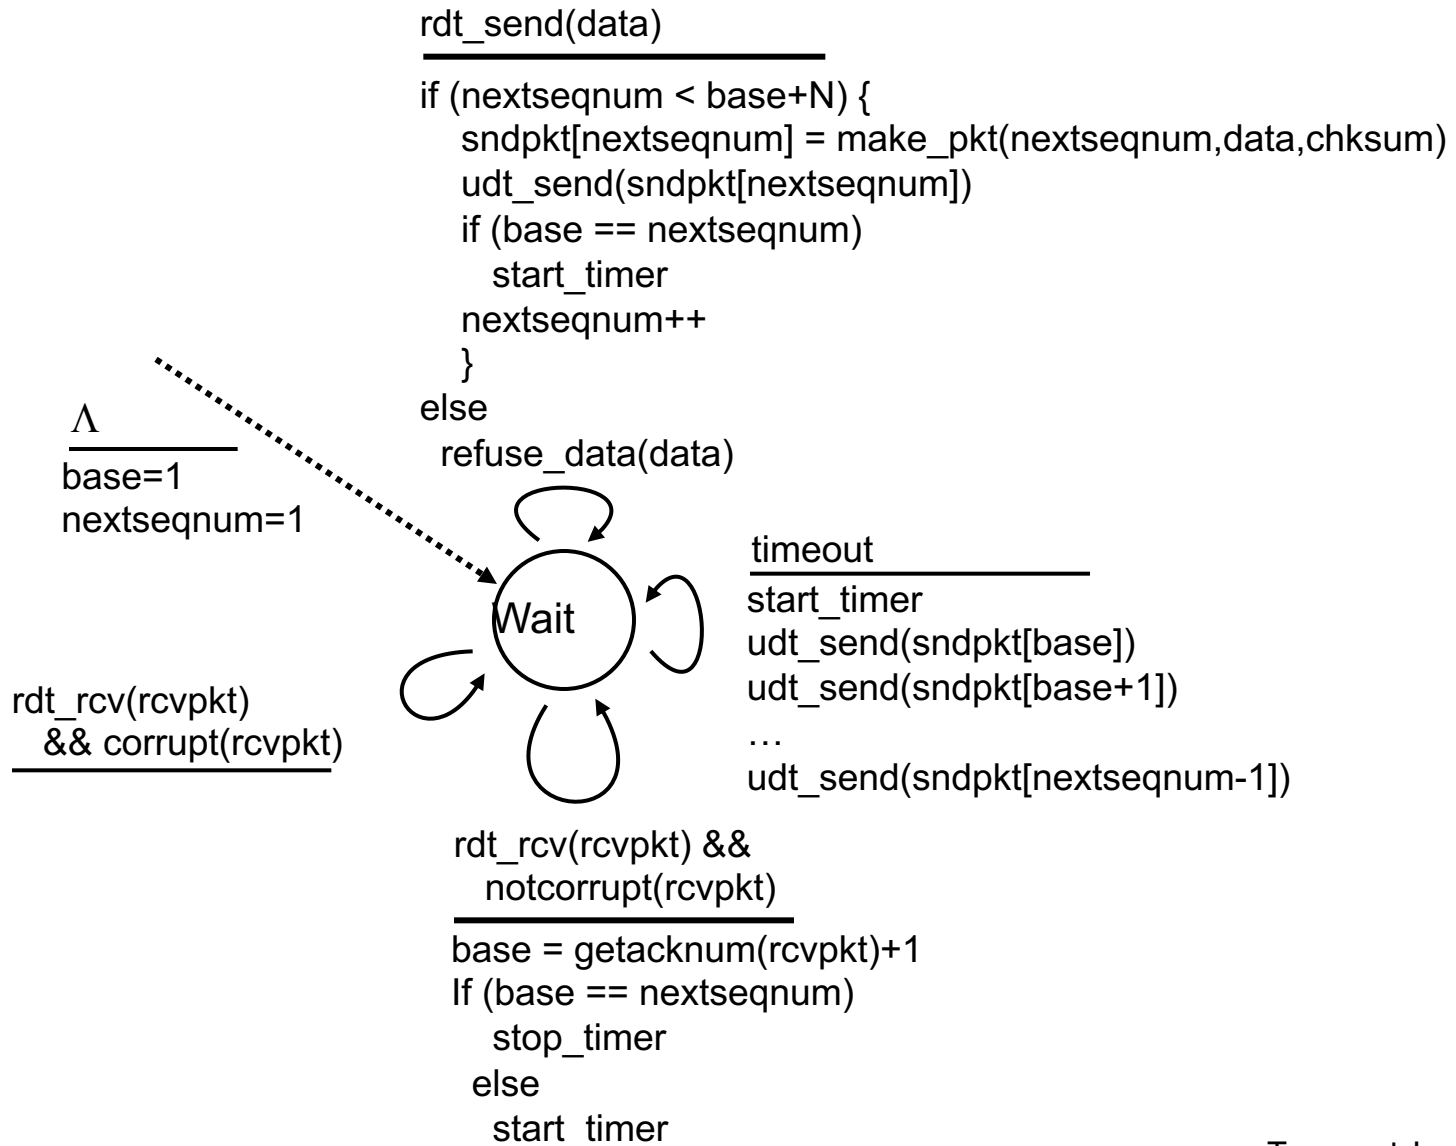 rdt_send(data)
if (nextseqnum < base+N) {
sndpkt[nextseqnum] = make_pkt(nextseqnum,data,chksum)
udt_send(sndpkt[nextseqnum])
if (base == nextseqnum)
start_timer
nextseqnum++
}
else
refuse_data(data)
Λ
base=1
nextseqnum=1
Wait
timeout
start_timer
udt_send(sndpkt[base])
udt_send(sndpkt[base+1])
…
udt_send(sndpkt[nextseqnum-1])
rdt_rcv(rcvpkt)
&& corrupt(rcvpkt)
rdt_rcv(rcvpkt) &&
notcorrupt(rcvpkt)
base = getacknum(rcvpkt)+1
If (base == nextseqnum)
stop_timer
else
start_timer